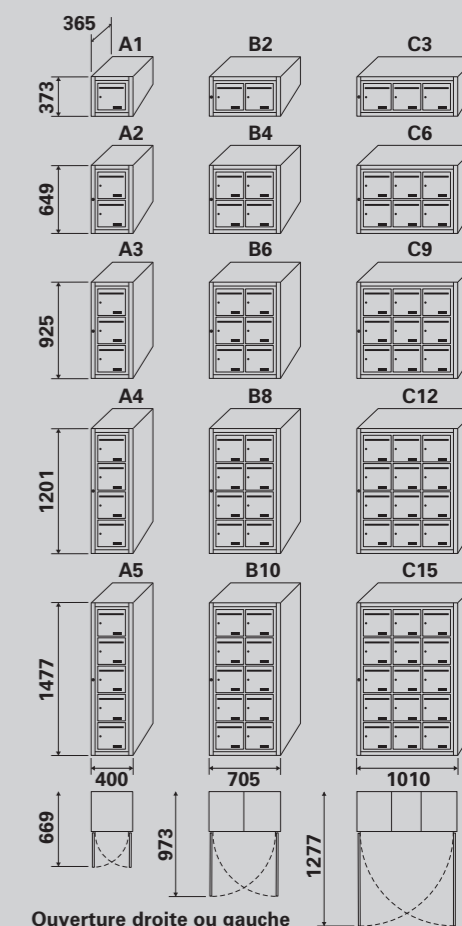 365
A1 B2 C3
373
A2 B4 C6
649
A3 B6 C9
925
A4 B8 C12
1201
A5 B10 C15
1477
400 705 1010
669
973
1277
Ouverture droite ou gauche